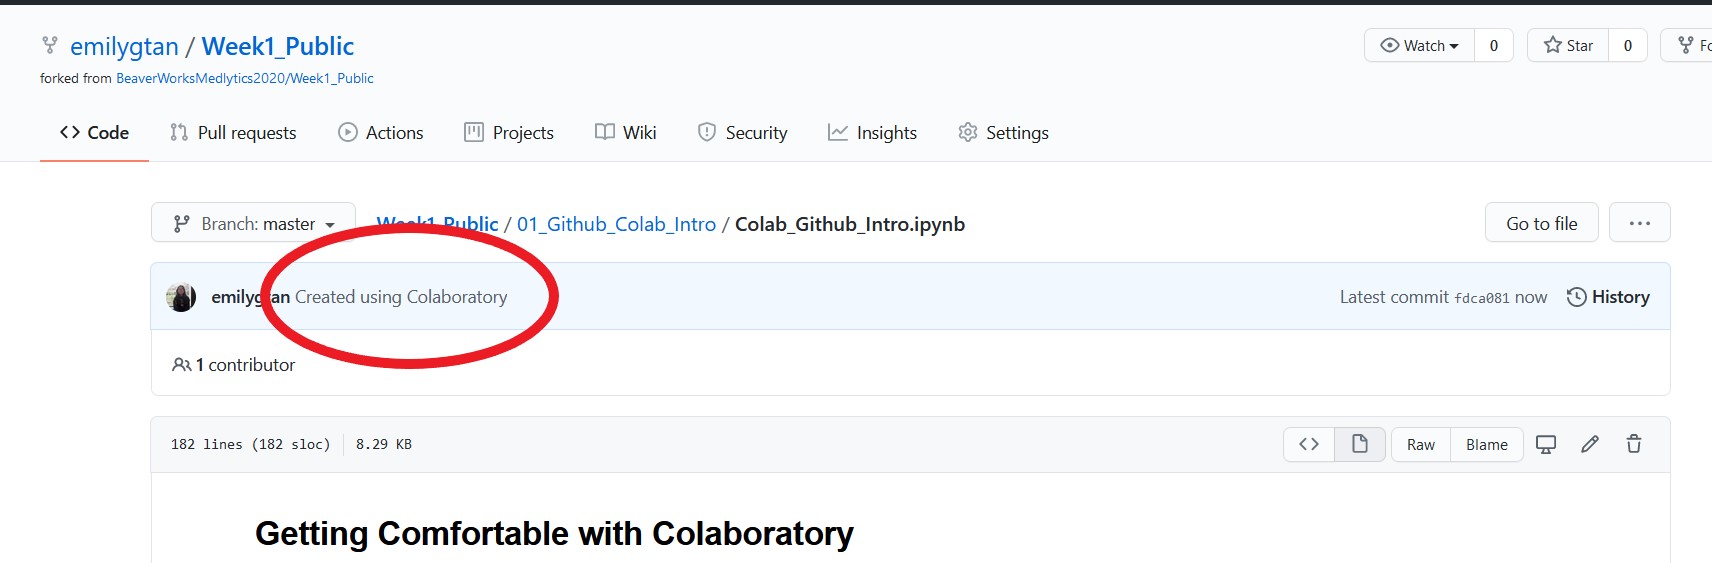 emilygtan / Week1_Public
Watch 0 Star 0
forked from BeaverWorksMedlytics2020/Week1_Public
Code Pull requests Actions Projects Wiki Security Insights Settings
Branch: master Week1_Public / 01_Github_Colab_Intro / Colab_Github_Intro.ipynb Go to file ...
emilygtan Created using Colaboratory Latest commit fdca081 now History
1 contributor
182 lines (182 sloc) 8.29 KB Raw Blame
Getting Comfortable with Colaboratory